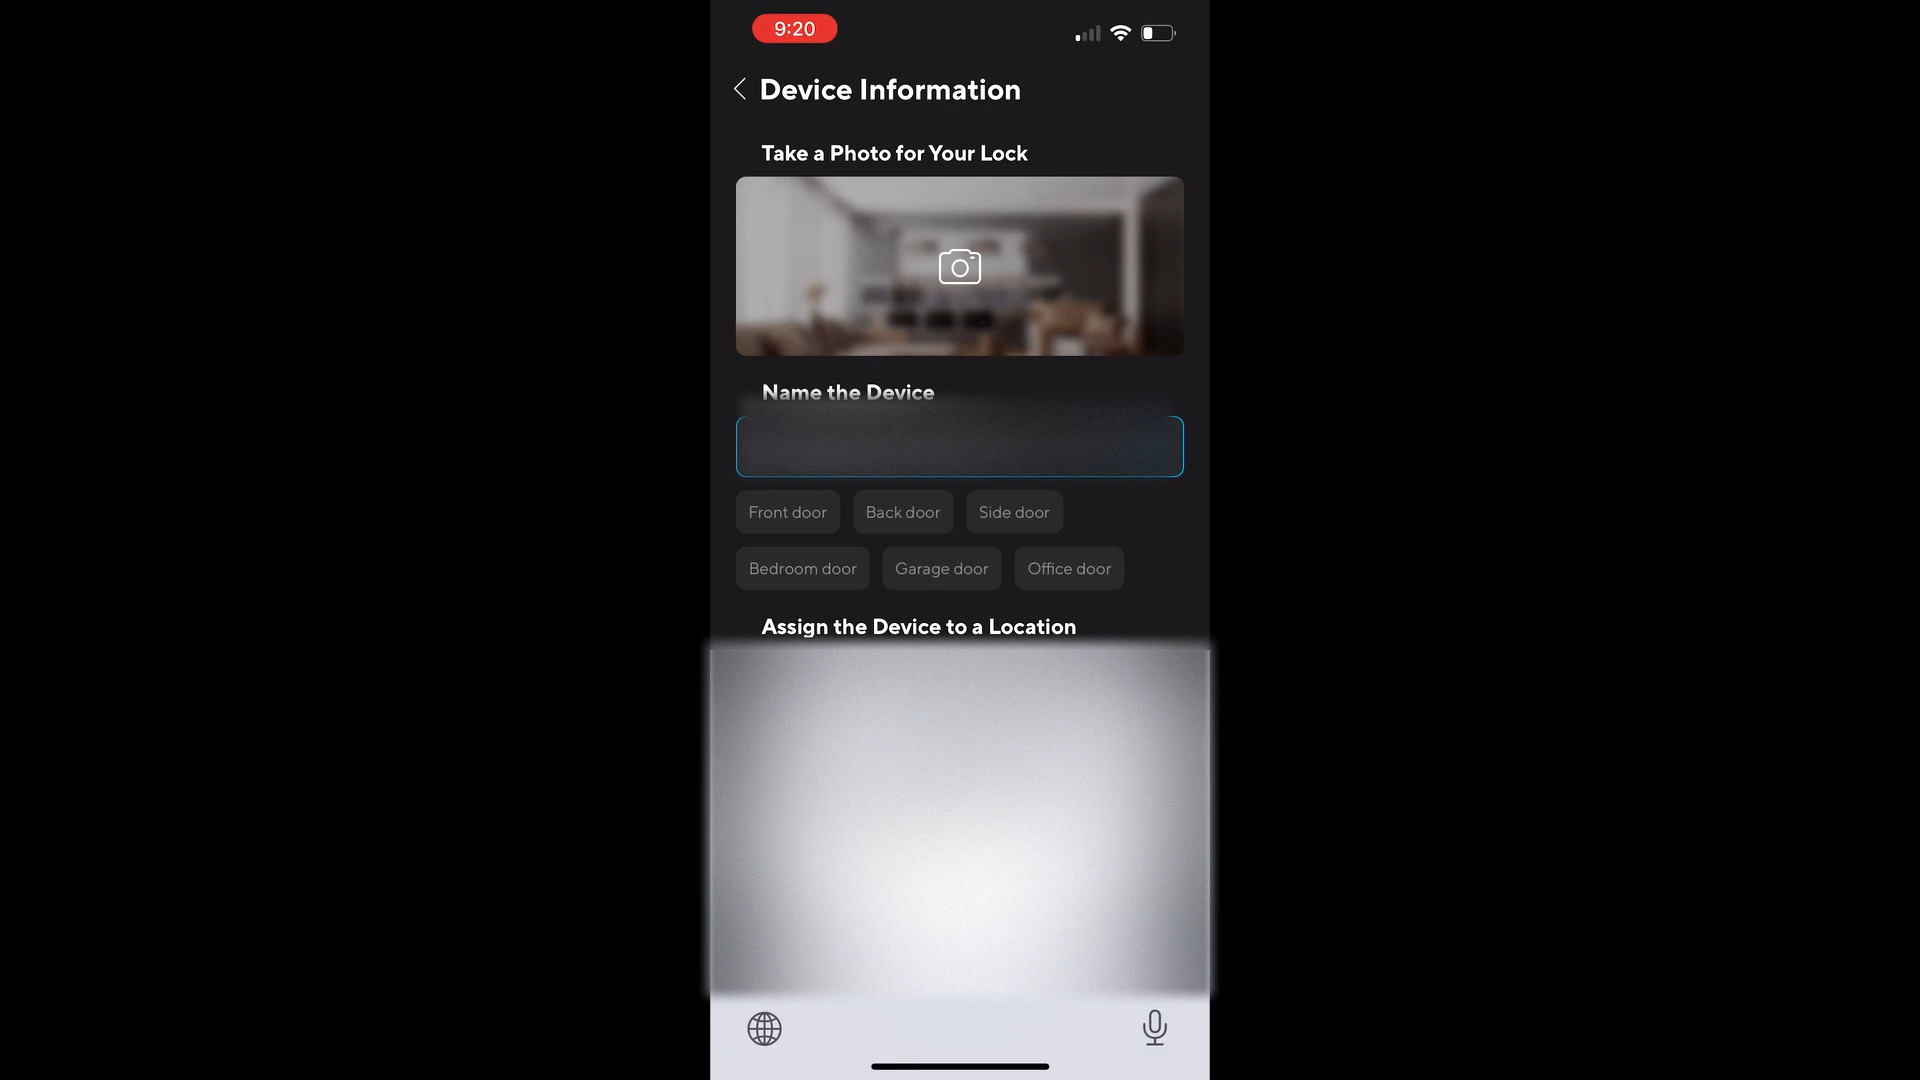 9:20
Device Information
Take a Photo for Your Lock
Name the Device
Front door Back door Side door
Bedroom door Garage door Office door
Assign the Device to a Location